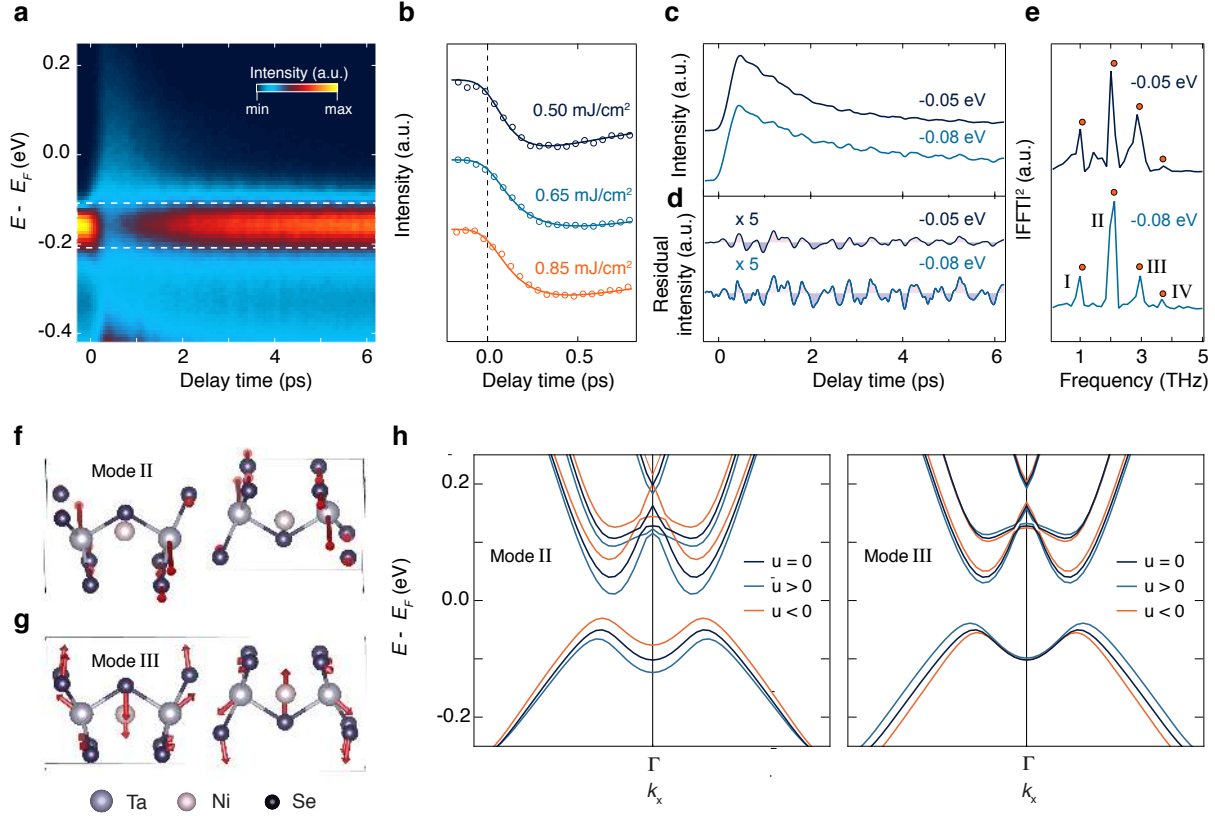 a
0.2
0.0
-0.2
-0.4
E - E_F (eV)
Intensity (a.u.)
min
max
0
2
4
6
Delay time (ps)
b
Intensity (a.u.)
0.50 mJ/cm²
0.65 mJ/cm²
0.85 mJ/cm²
0.0
0.5
Delay time (ps)
c
Intensity (a.u.)
-0.05 eV
-0.08 eV
d
Residual
intensity (a.u.)
x 5
-0.05 eV
x 5
-0.08 eV
0
2
4
6
Delay time (ps)
e
|FFT|² (a.u.)
-0.05 eV
-0.08 eV
I
II
III
IV
1
3
5
Frequency (THz)
f
Mode II
g
Mode III
Ta
Ni
Se
h
E - E_F (eV)
0.2
0.0
-0.2
Mode II
u = 0
u > 0
u < 0
Γ
k_x
Mode III
u = 0
u > 0
u < 0
Γ
k_x